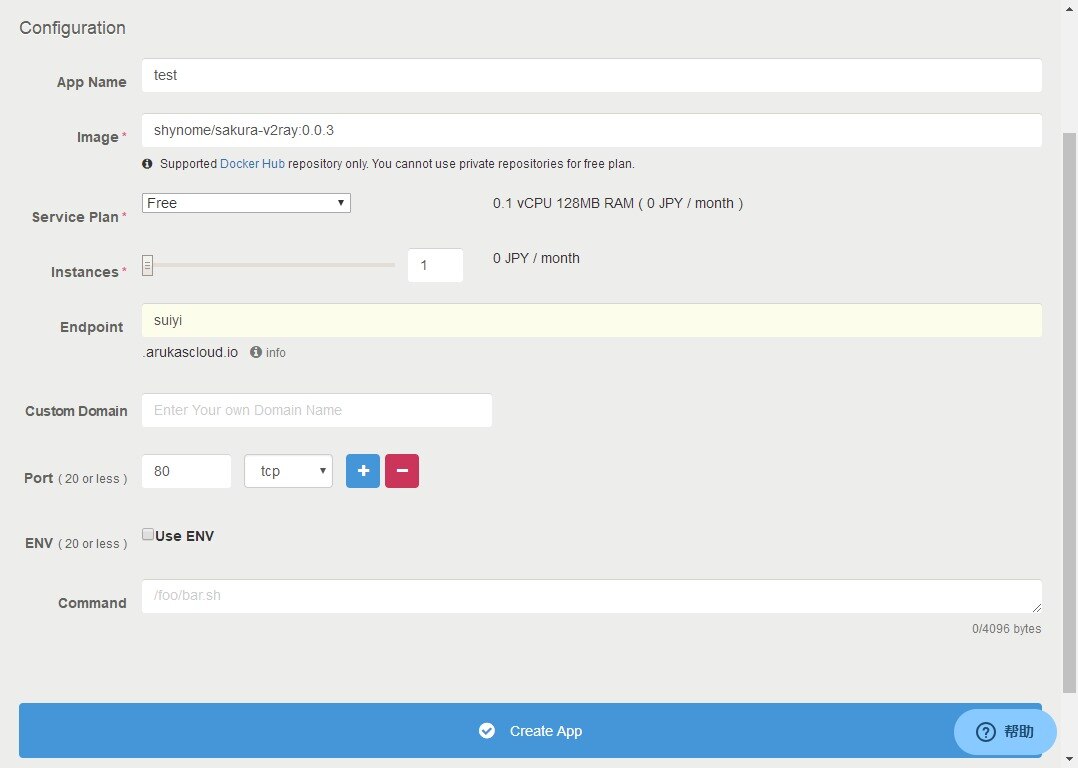 Configuration
App Name test
Image * shynome/sakura-v2ray:0.0.3
Supported Docker Hub repository only. You cannot use private repositories for free plan.
Service Plan * Free 0.1 vCPU 128MB RAM ( 0 JPY / month )
Instances * 1 0 JPY / month
Endpoint suiyi
.arukascloud.io info
Custom Domain Enter Your own Domain Name
Port ( 20 or less ) 80 tcp
ENV ( 20 or less ) Use ENV
Command /foo/bar.sh
0/4096 bytes
Create App
帮助